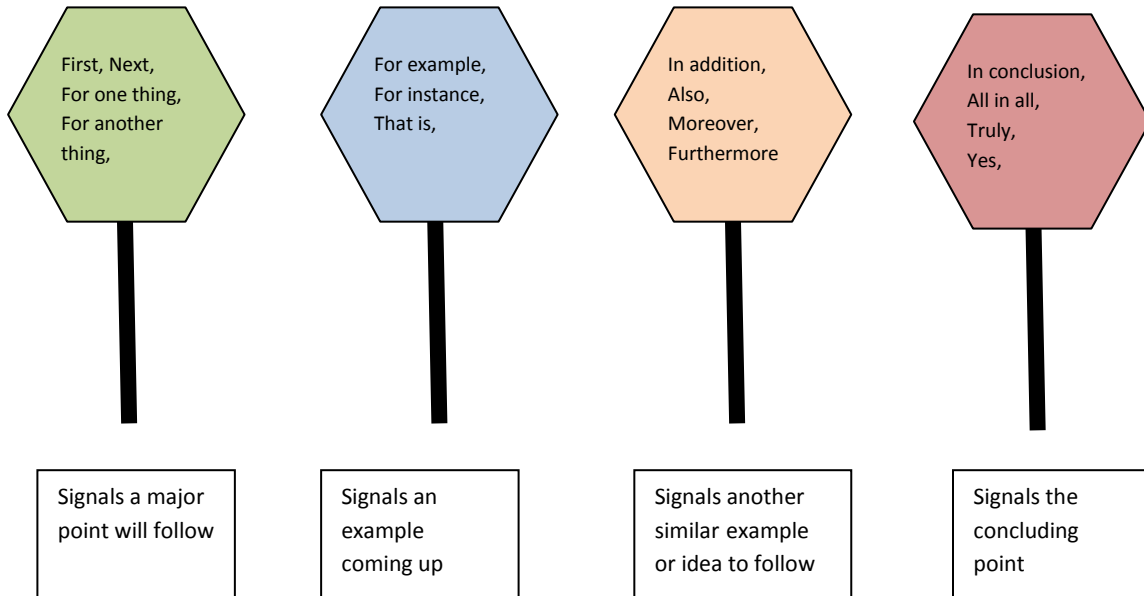 First, Next,
For one thing,
For another
thing,
For example,
For instance,
That is,
In addition,
Also,
Moreover,
Furthermore
In conclusion,
All in all,
Truly,
Yes,
Signals a major
point will follow
Signals an
example
coming up
Signals another
similar example
or idea to follow
Signals the
concluding
point